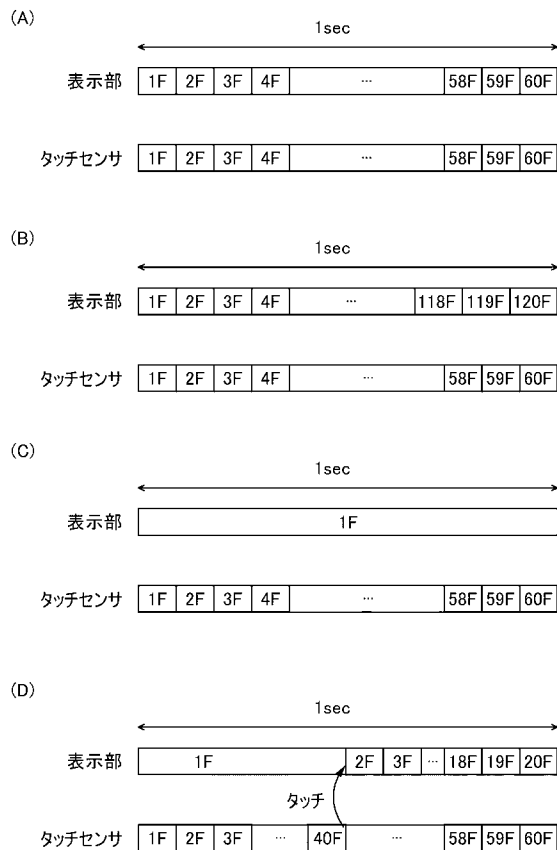 (A)
1sec
表示部 1F 2F 3F 4F … 58F 59F 60F
タッチセンサ 1F 2F 3F 4F … 58F 59F 60F
(B)
1sec
表示部 1F 2F 3F 4F … 118F 119F 120F
タッチセンサ 1F 2F 3F 4F … 58F 59F 60F
(C)
1sec
表示部 1F
タッチセンサ 1F 2F 3F 4F … 58F 59F 60F
(D)
1sec
表示部 1F 2F 3F … 18F 19F 20F
タッチ
タッチセンサ 1F 2F 3F … 40F … 58F 59F 60F